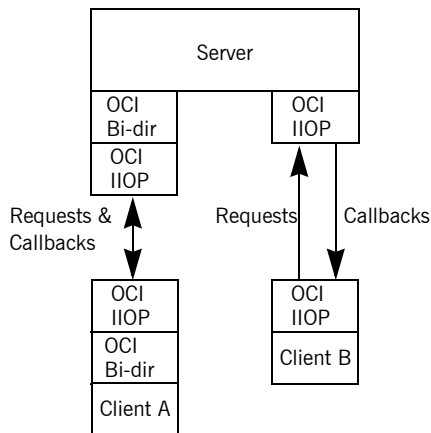 Server
OCI
Bi-dir
OCI
IIOP
OCI
IIOP
Requests &
Callbacks
Requests
Callbacks
OCI
IIOP
OCI
Bi-dir
Client A
OCI
IIOP
Client B